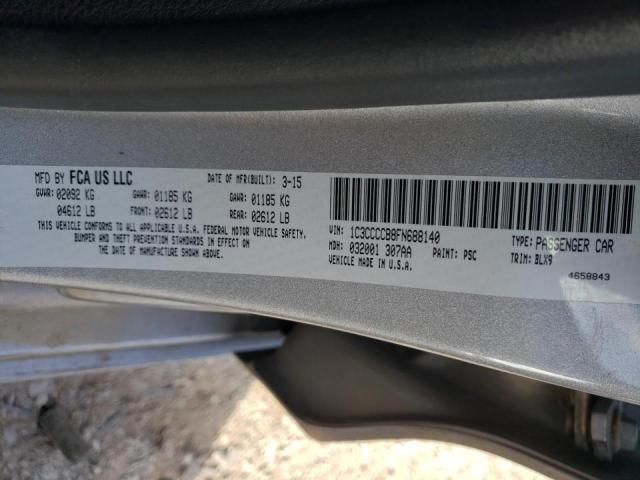 MFD BY FCA US LLC DATE OF MFR(BUILT): 3-15
GVWR: 02092 KG GAWR: 01185 KG GAWR: 01185 KG
04612 LB FRONT: 02612 LB REAR: 02612 LB
THIS VEHICLE CONFORMS TO ALL APPLICABLE U.S.A. FEDERAL MOTOR VEHICLE SAFETY,
BUMPER AND THEFT PREVENTION STANDARDS IN EFFECT ON
THE DATE OF MANUFACTURE SHOWN ABOVE.
VIN: 1C3CCCCB8FN688140 TYPE: PASSENGER CAR
MDH: 032001 307AA PAINT: PSC TRIM: BLX9
VEHICLE MADE IN U.S.A. 4658843